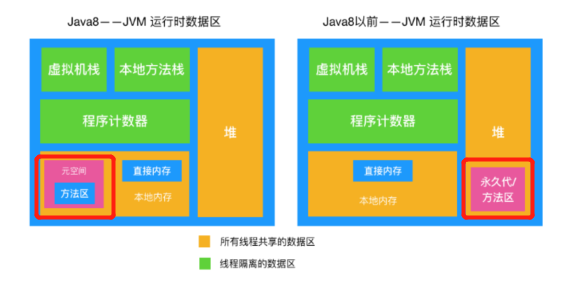 Java8——JVM 运行时数据区
虚拟机栈
本地方法栈
程序计数器
堆
元空间
方法区
直接内存
本地内存
Java8以前——JVM 运行时数据区
虚拟机栈
本地方法栈
程序计数器
堆
直接内存
本地内存
永久代/
方法区
所有线程共享的数据区
线程隔离的数据区